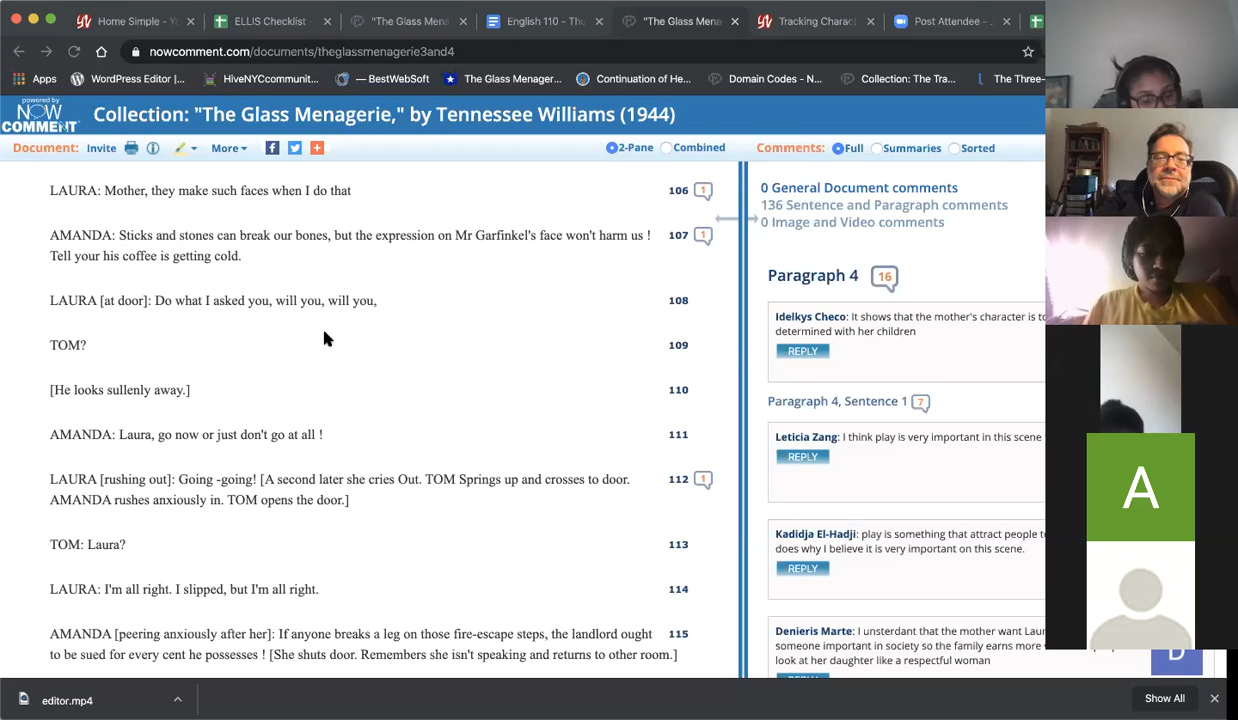 Home Simple - Y
ELLIS Checklist
"The Glass Mena
English 110 - Thu
"The Glass Mena
Tracking Charac
Post Attendee -
nowcomment.com/documents/theglassmenagerie3and4
Apps
WordPress Editor |...
HiveNYCcommunit...
— BestWebSoft
The Glass Menager...
Continuation of He...
Domain Codes - N...
Collection: The Tra...
The Three-
powered by
NOW
COMMENT
Collection: "The Glass Menagerie," by Tennessee Williams (1944)
Document: Invite More
2-Pane Combined
Comments: Full Summaries Sorted
LAURA: Mother, they make such faces when I do that 106 1
AMANDA: Sticks and stones can break our bones, but the expression on Mr Garfinkel's face won't harm us ! 107 1
Tell your his coffee is getting cold.
LAURA [at door]: Do what I asked you, will you, will you, 108
TOM? 109
[He looks sullenly away.] 110
AMANDA: Laura, go now or just don't go at all ! 111
LAURA [rushing out]: Going -going! [A second later she cries Out. TOM Springs up and crosses to door. 112 1
AMANDA rushes anxiously in. TOM opens the door.]
TOM: Laura? 113
LAURA: I'm all right. I slipped, but I'm all right. 114
AMANDA [peering anxiously after her]: If anyone breaks a leg on those fire-escape steps, the landlord ought 115
to be sued for every cent he possesses ! [She shuts door. Remembers she isn't speaking and returns to other room.]
0 General Document comments
136 Sentence and Paragraph comments
0 Image and Video comments
Paragraph 4 16
Idelkys Checo: It shows that the mother's character is to
determined with her children
REPLY
Paragraph 4, Sentence 1 7
Leticia Zang: I think play is very important in this scene
REPLY
Kadidja El-Hadji: play is something that attract people to
does why I believe it is very important on this scene.
REPLY
Denieris Marte: I unsterdant that the mother want Laur
someone important in society so the family earns more
look at her daughter like a respectful woman
REPLY
A
D
editor.mp4
Show All